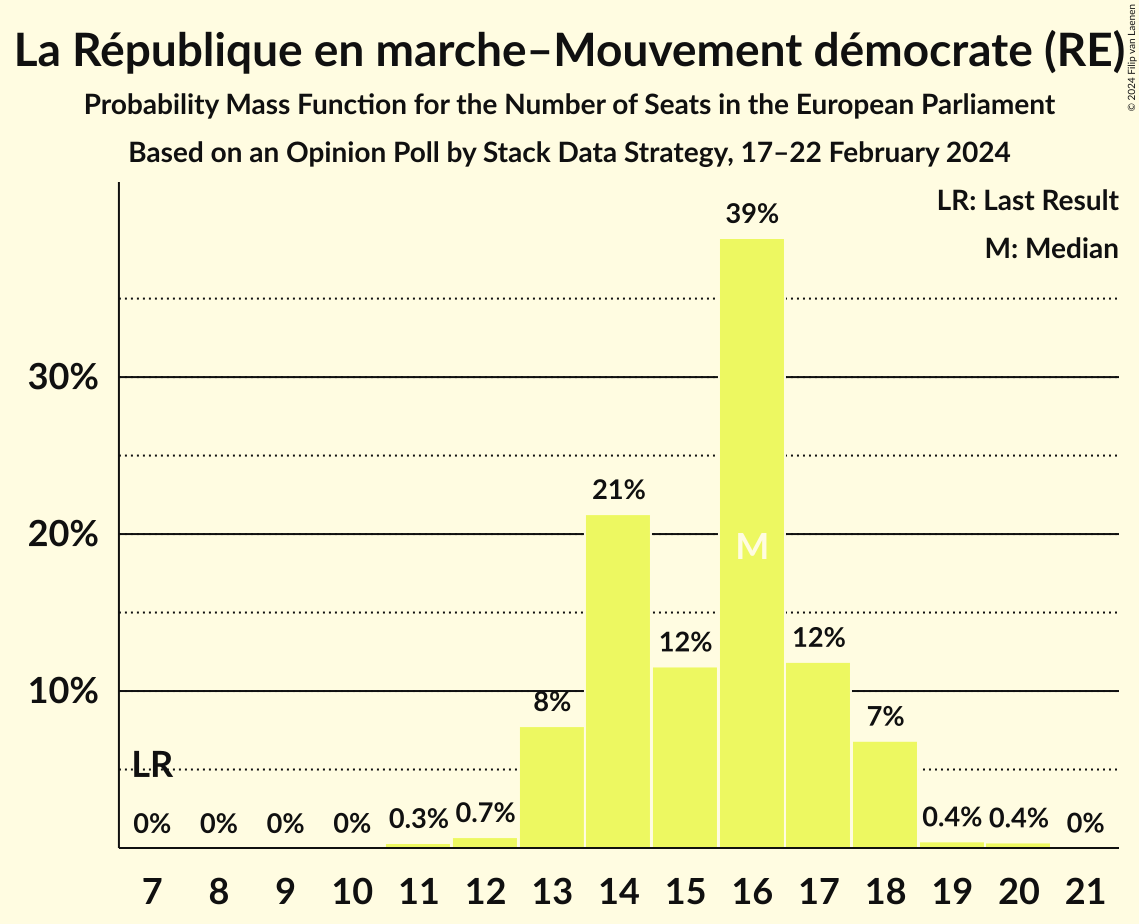 La République en marche–Mouvement démocrate (RE)
© 2024 Filip van Laenen
Probability Mass Function for the Number of Seats in the European Parliament
Based on an Opinion Poll by Stack Data Strategy, 17–22 February 2024
LR: Last Result
M: Median
39%
30%
21%
20%
M
12%
12%
10%
8%
7%
LR
0%
0%
0%
0%
0.3%
0.7%
0.4%
0.4%
0%
7 8 9 10 11 12 13 14 15 16 17 18 19 20 21